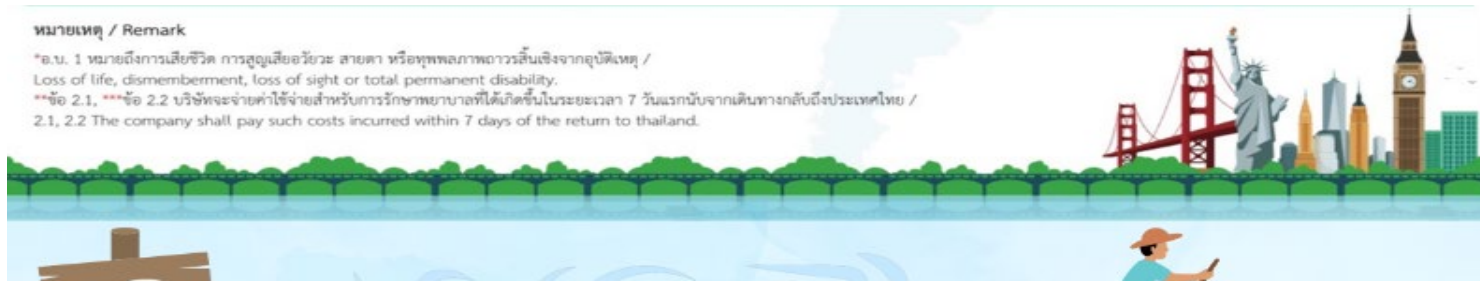 หมายเหตุ / Remark
*อ.บ. 1 หมายถึงการเสียชีวิต การสูญเสียอวัยวะ สายตา หรือทุพพลภาพถาวรสิ้นเชิงจากอุบัติเหตุ /
Loss of life, dismemberment, loss of sight or total permanent disability.
**ข้อ 2.1, ***ข้อ 2.2 บริษัทจะจ่ายค่าใช้จ่ายสำหรับการรักษาพยาบาลที่ได้เกิดขึ้นในระยะเวลา 7 วันแรกนับจากเดินทางกลับถึงประเทศไทย /
2.1, 2.2 The company shall pay such costs incurred within 7 days of the return to thailand.